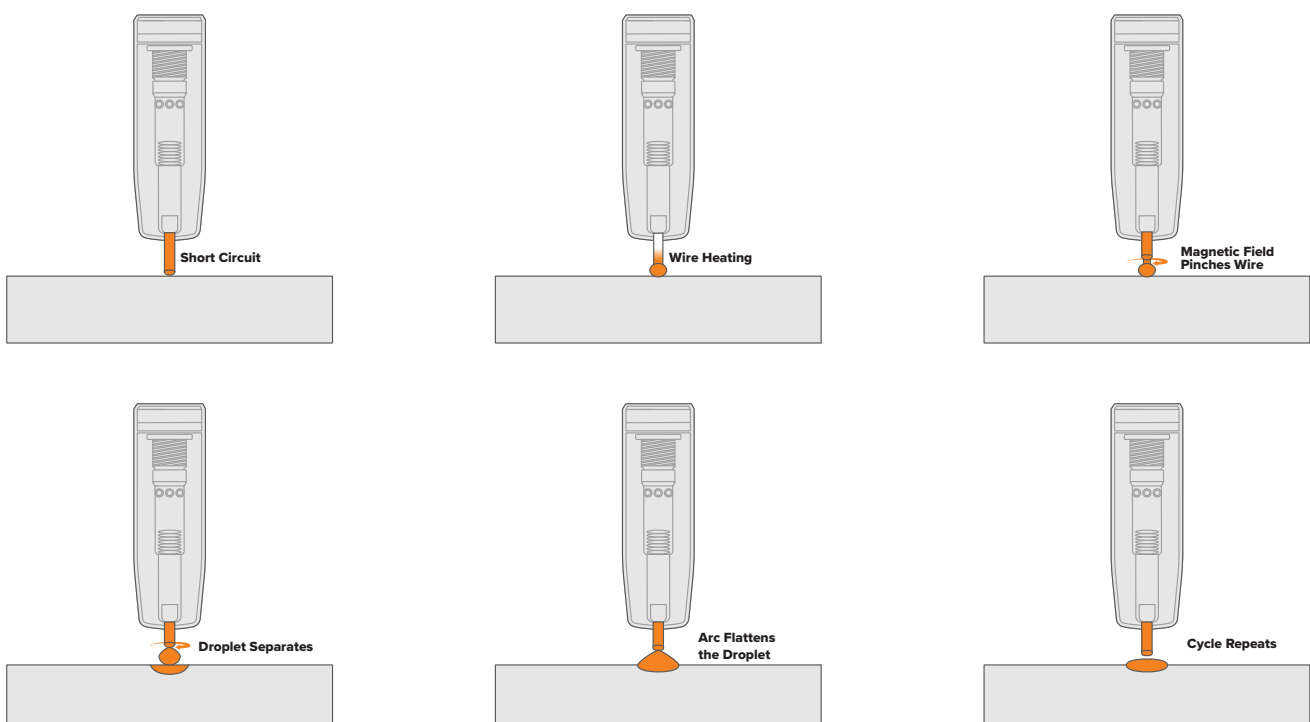 Short Circuit
Wire Heating
Magnetic Field
Pinches Wire
Droplet Separates
Arc Flattens
the Droplet
Cycle Repeats